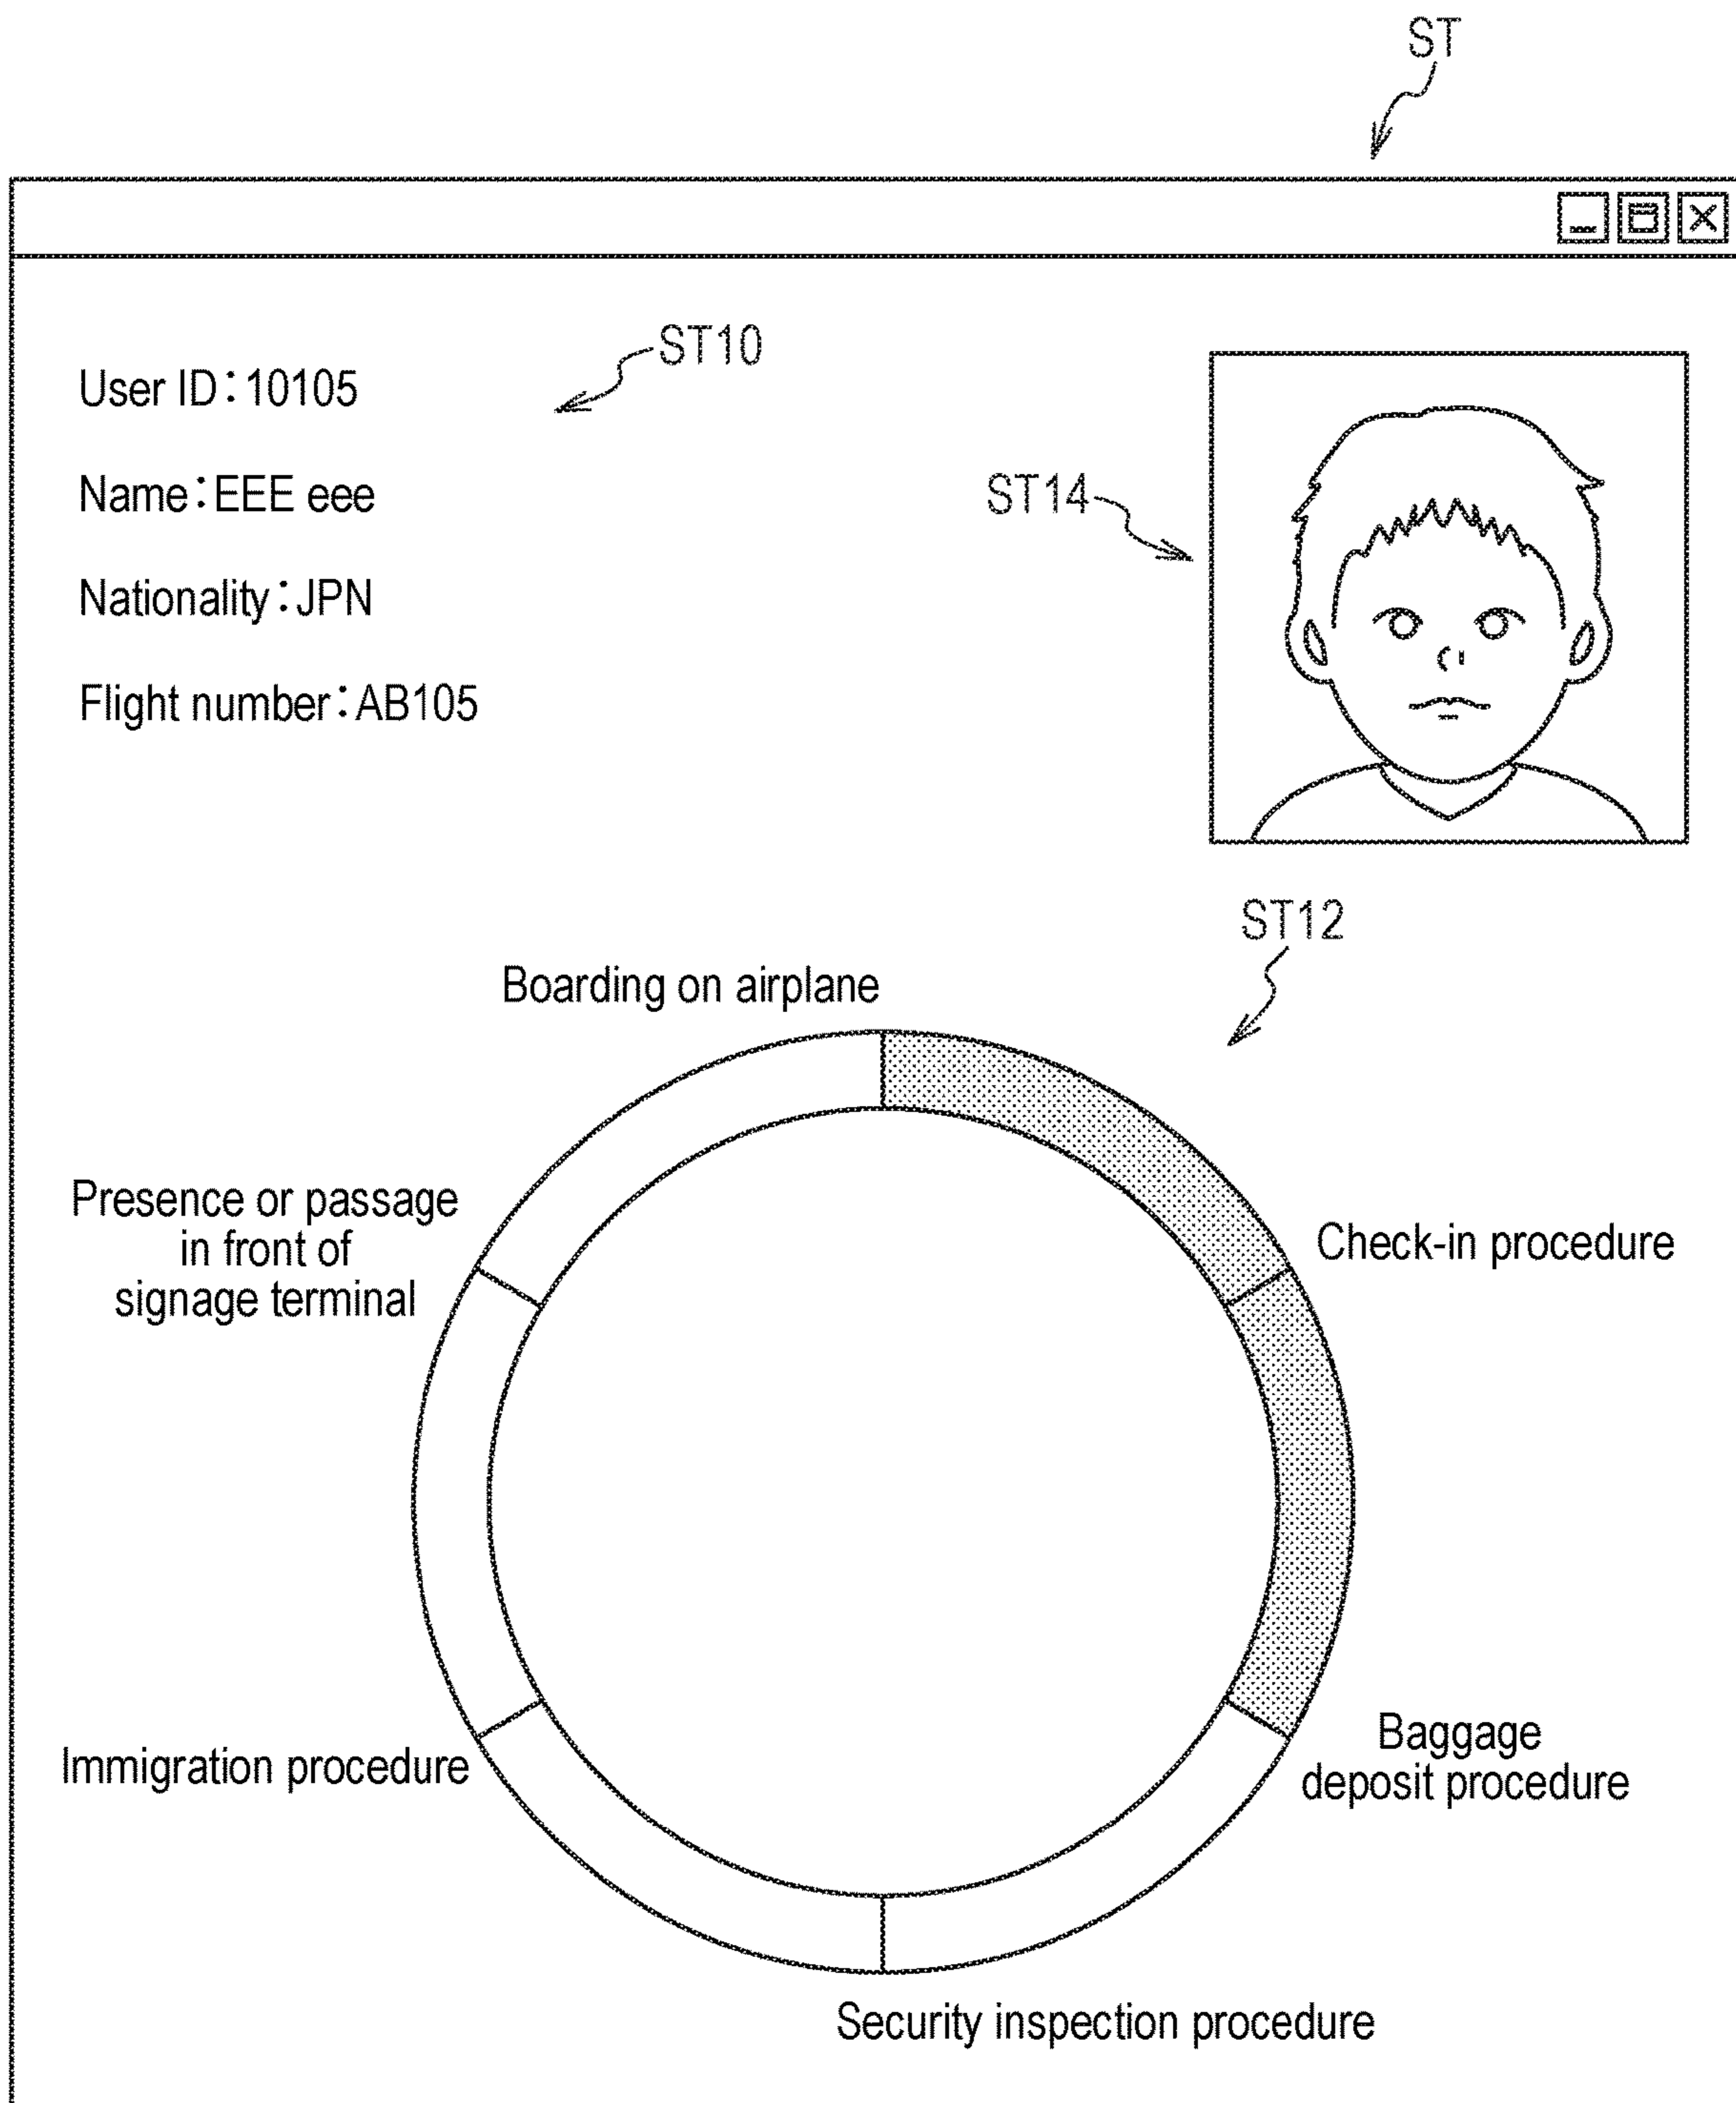 ST
ST10
User ID:10105
Name:EEE eee
ST14
Nationality:JPN
Flight number:AB105
ST12
Boarding on airplane
Presence or passage
in front of
signage terminal
Check-in procedure
Immigration procedure
Baggage
deposit procedure
Security inspection procedure